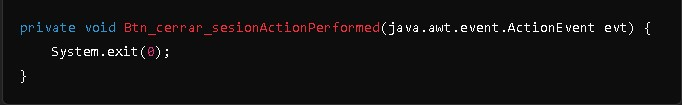 private void Btn_cerrar_sesionActionPerformed(java.awt.event.ActionEvent evt) {
    System.exit(0);
}